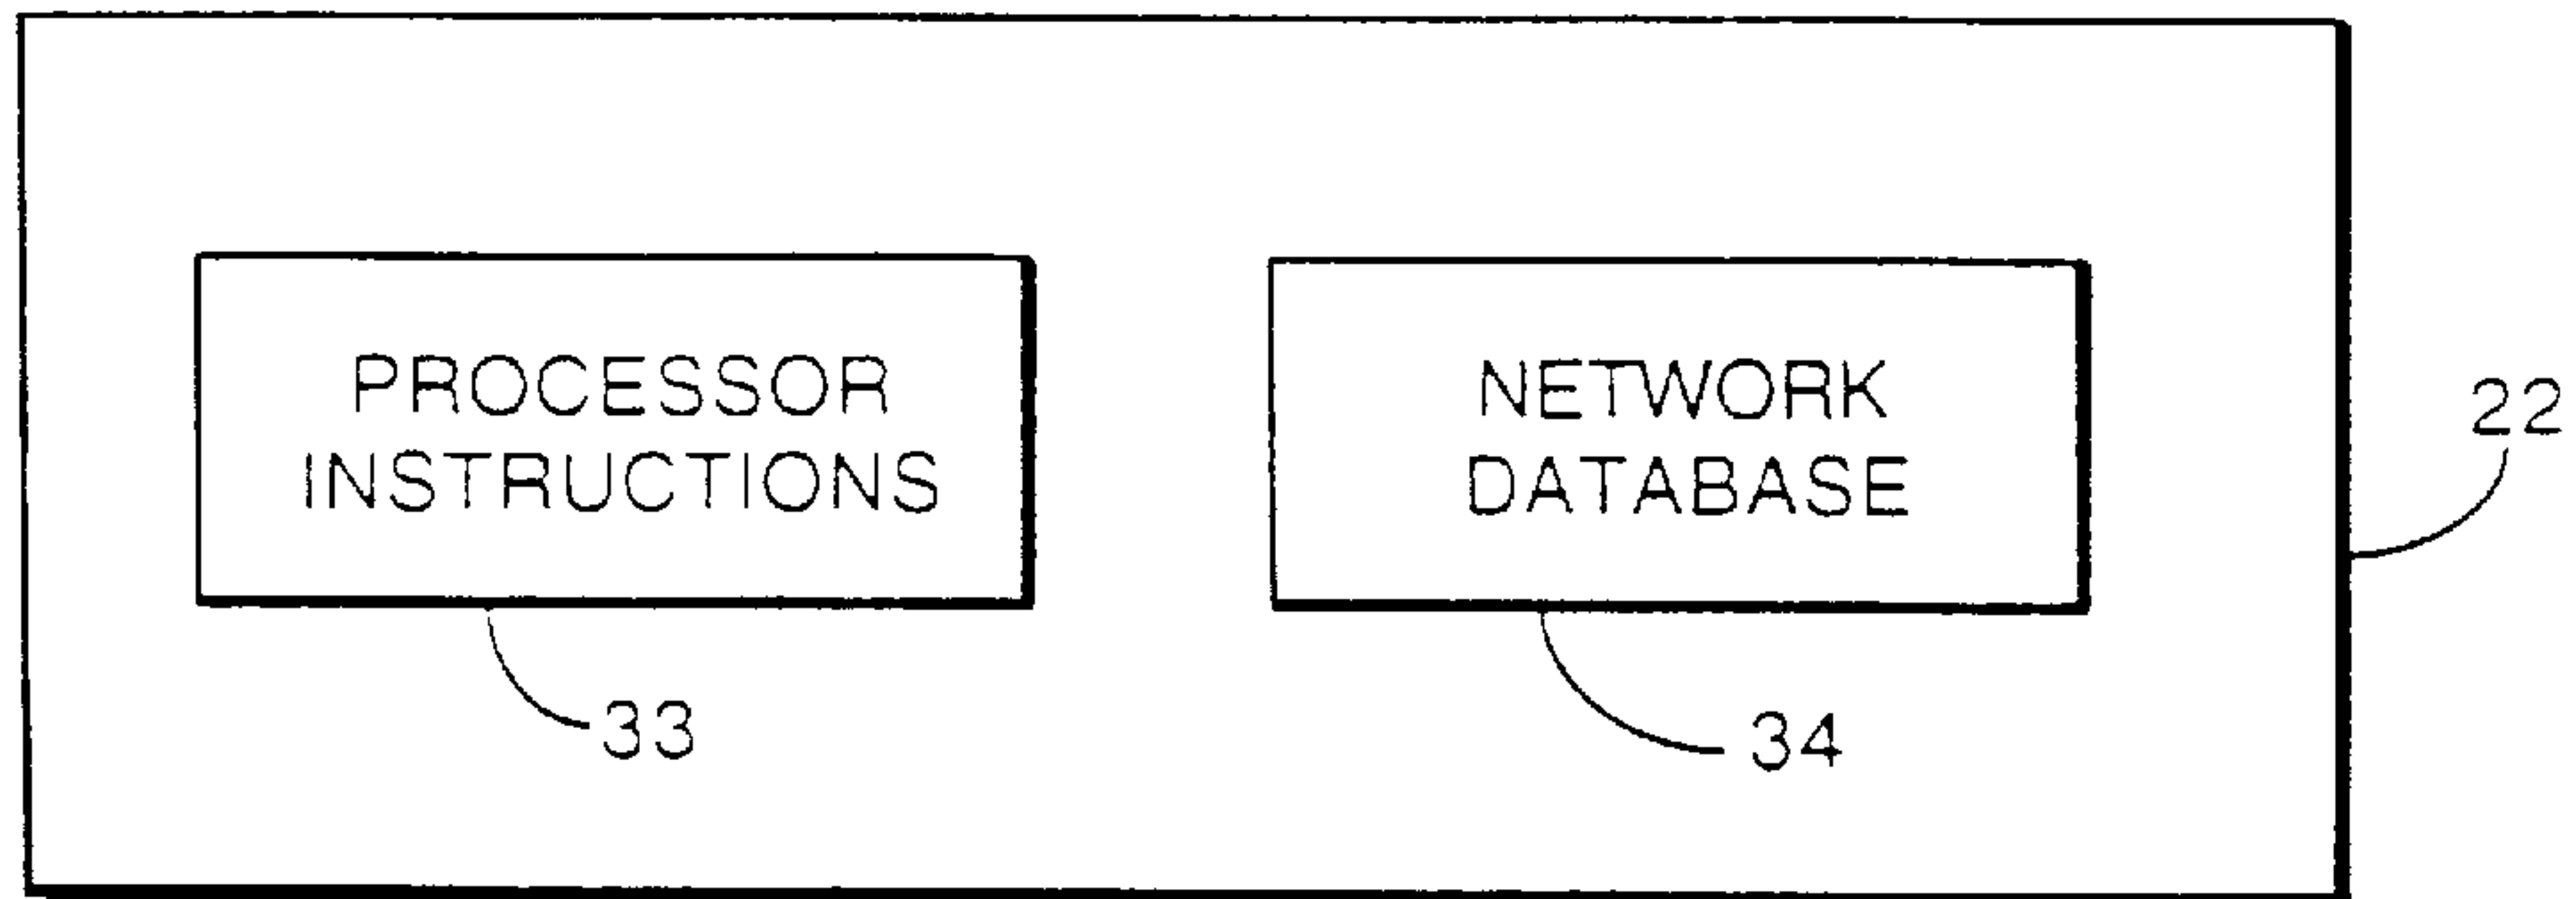 PROCESSOR
INSTRUCTIONS
NETWORK
DATABASE
22
33
34